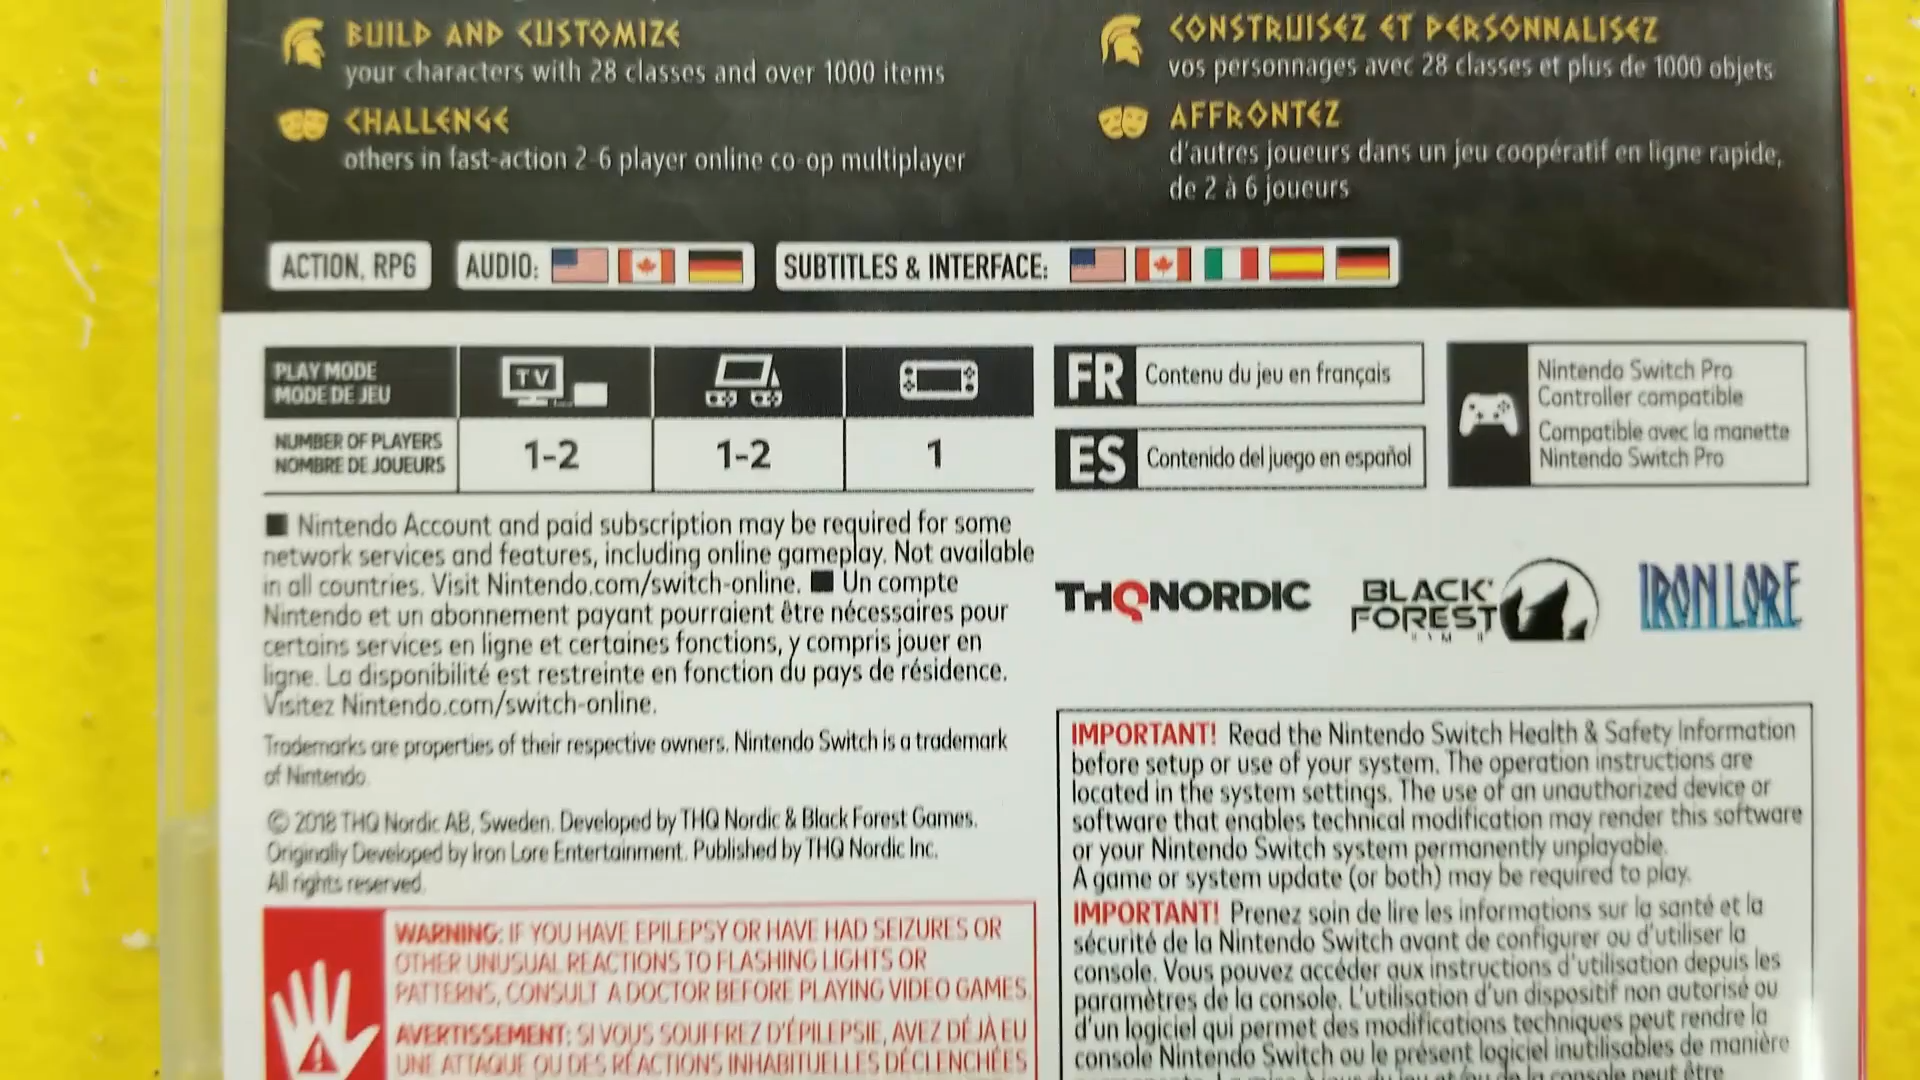 BUILD AND CUSTOMIZE
your characters with 28 classes and over 1000 items
CHALLENGE
others in fast-action 2-6 player online co-op multiplayer
CONSTRUISEZ ET PERSONNALISEZ
vos personnages avec 28 classes et plus de 1000 objets
AFFRONTEZ
d'autres joueurs dans un jeu coopératif en ligne rapide,
de 2 à 6 joueurs
ACTION, RPG
AUDIO:
SUBTITLES & INTERFACE:
PLAY MODE
MODE DE JEU
TV
NUMBER OF PLAYERS
NOMBRE DE JOUEURS
1-2
1-2
1
FR Contenu du jeu en français
ES Contenido del juego en español
Nintendo Switch Pro
Controller compatible
Compatible avec la manette
Nintendo Switch Pro
■ Nintendo Account and paid subscription may be required for some
network services and features, including online gameplay. Not available
in all countries. Visit Nintendo.com/switch-online. ■ Un compte
Nintendo et un abonnement payant pourraient être nécessaires pour
certains services en ligne et certaines fonctions, y compris jouer en
ligne. La disponibilité est restreinte en fonction du pays de résidence.
Visitez Nintendo.com/switch-online.
Trademarks are properties of their respective owners. Nintendo Switch is a trademark
of Nintendo.
© 2018 THQ Nordic AB, Sweden. Developed by THQ Nordic & Black Forest Games.
Originally Developed by Iron Lore Entertainment. Published by THQ Nordic Inc.
All rights reserved.
WARNING: IF YOU HAVE EPILEPSY OR HAVE HAD SEIZURES OR
OTHER UNUSUAL REACTIONS TO FLASHING LIGHTS OR
PATTERNS, CONSULT A DOCTOR BEFORE PLAYING VIDEO GAMES.
AVERTISSEMENT: SI VOUS SOUFFREZ D'ÉPILEPSIE, AVEZ DÉJÀ EU
UNE ATTAQUE OU DES RÉACTIONS INHABITUELLES DÉCLENCHÉES
THQ NORDIC
BLACK
FOREST
IRON LORE
IMPORTANT! Read the Nintendo Switch Health & Safety Information
before setup or use of your system. The operation instructions are
located in the system settings. The use of an unauthorized device or
software that enables technical modification may render this software
or your Nintendo Switch system permanently unplayable.
A game or system update (or both) may be required to play.
IMPORTANT! Prenez soin de lire les informations sur la santé et la
sécurité de la Nintendo Switch avant de configurer ou d'utiliser la
console. Vous pouvez accéder aux instructions d'utilisation depuis les
paramètres de la console. L'utilisation d'un dispositif non autorisé ou
d'un logiciel qui permet des modifications techniques peut rendre la
console Nintendo Switch ou le présent logiciel inutilisables de manière